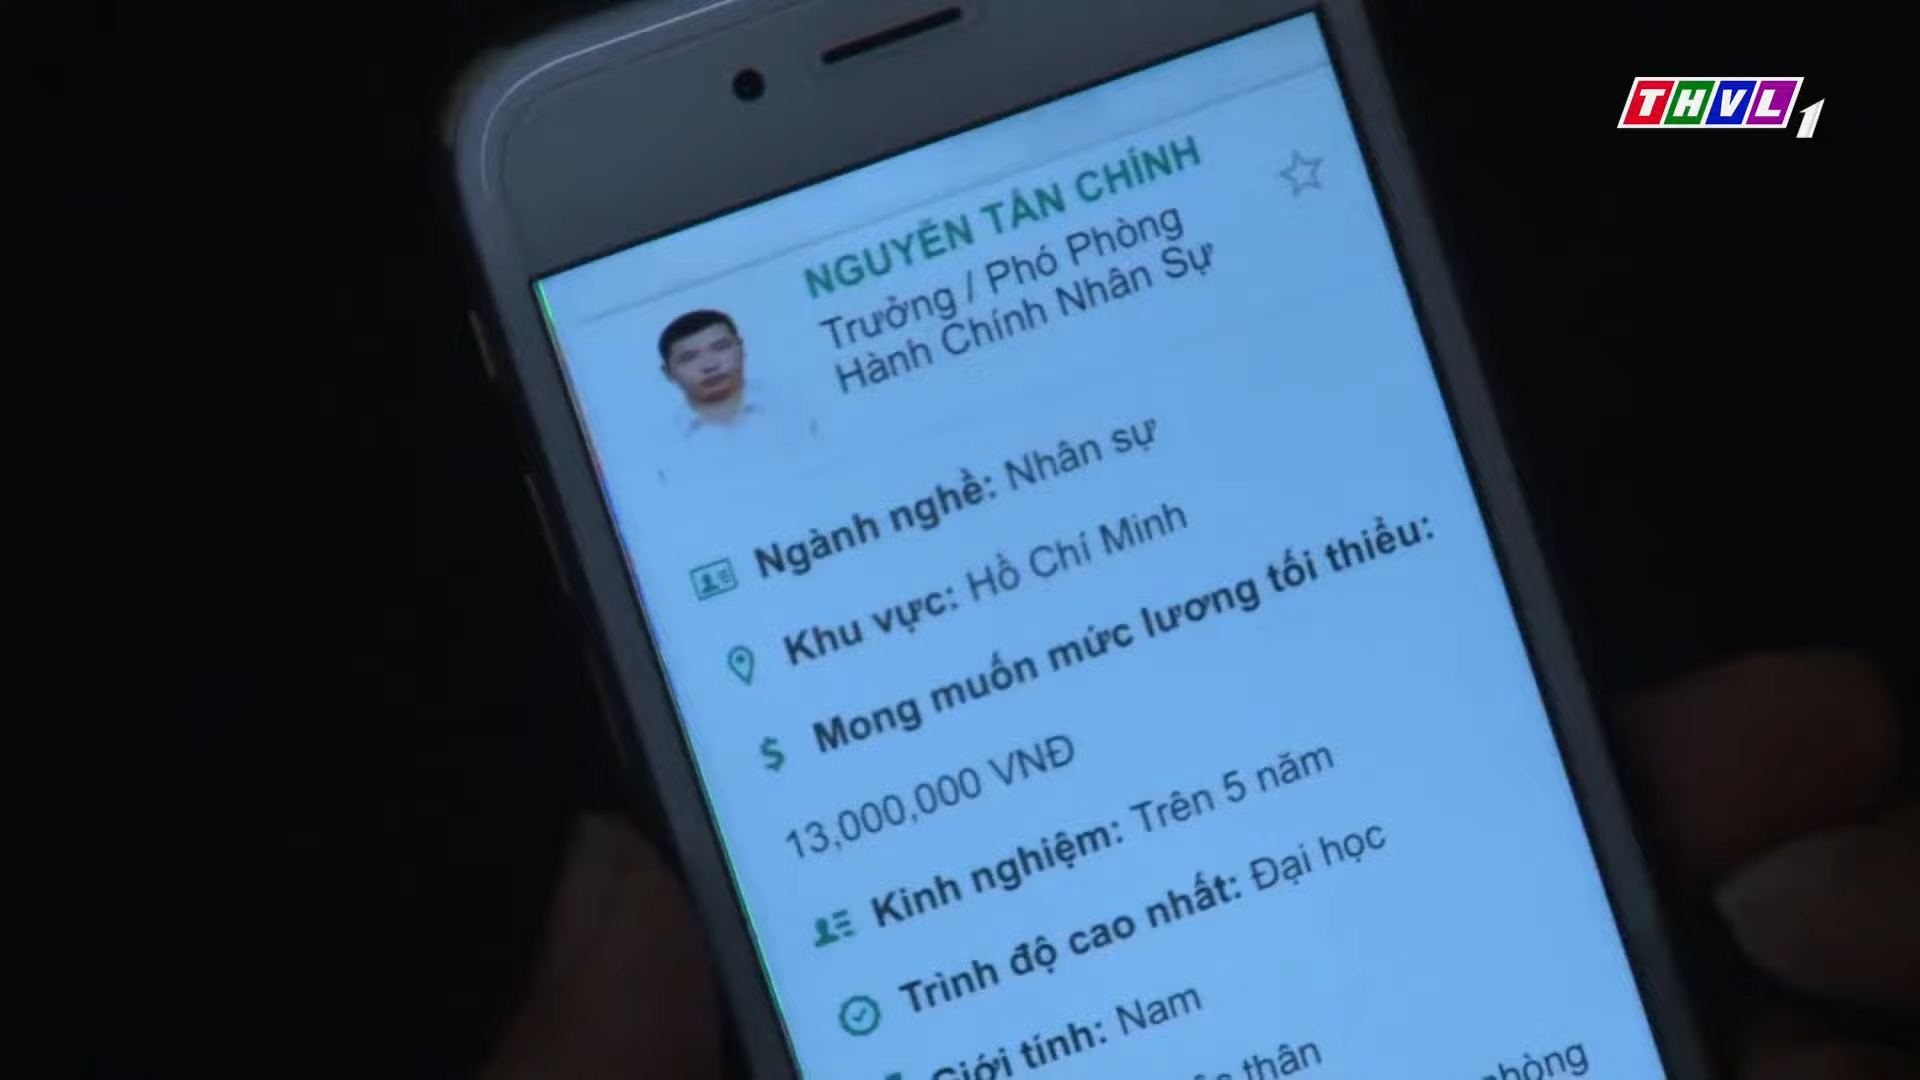 THVL1
NGUYỄN TẤN CHÍNH
Trưởng / Phó Phòng
Hành Chính Nhân Sự
Ngành nghề: Nhân sự
Khu vực: Hồ Chí Minh
Mong muốn mức lương tối thiểu:
13,000,000 VNĐ
Kinh nghiệm: Trên 5 năm
Trình độ cao nhất: Đại học
Giới tính: Nam
thân
phòng